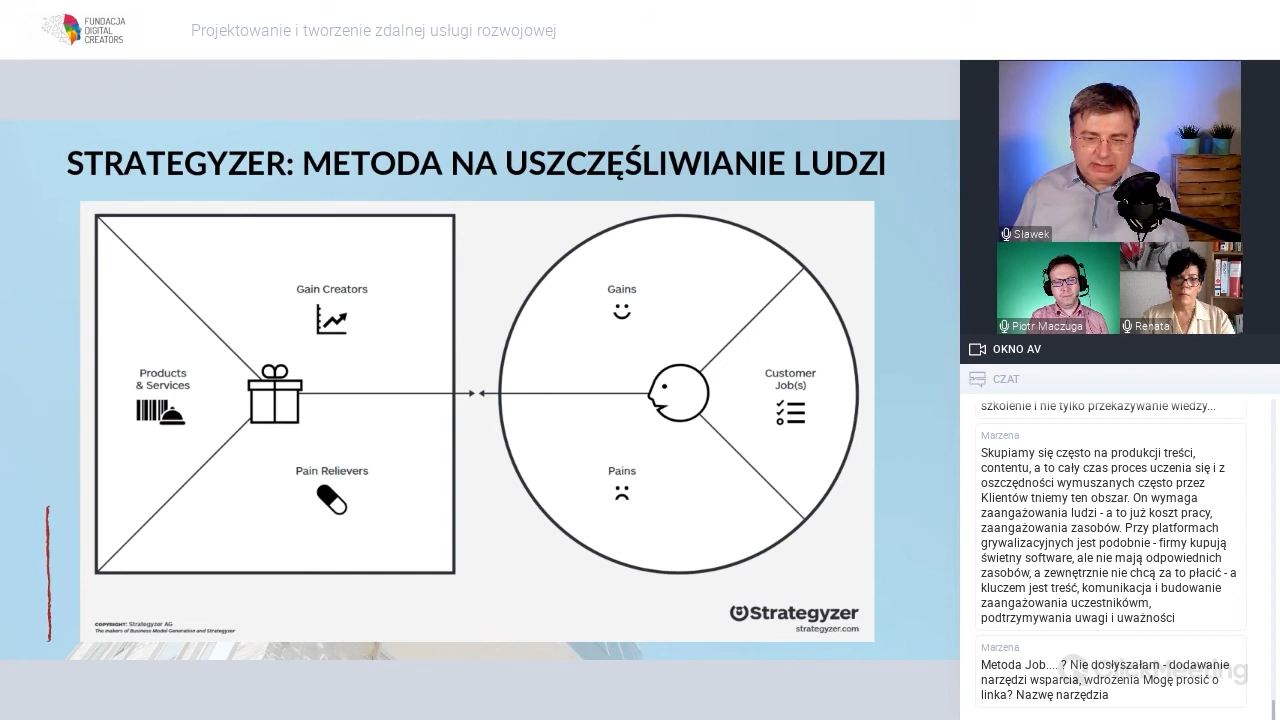 FUNDACJA
DIGITAL
CREATORS
Projektowanie i tworzenie zdalnej usługi rozwojowej
STRATEGYZER: METODA NA USZCZĘŚLIWIANIE LUDZI
Gain Creators
Products
& Services
Pain Relievers
Gains
Customer
Job(s)
Pains
COPYRIGHT: Strategyzer AG
The makers of Business Model Generation and Strategyzer
Strategyzer
strategyzer.com
Sławek
Piotr Maczuga
Renata
OKNO AV
CZAT
szkolenie i nie tylko przekazywanie wiedzy...
Marzena
Skupiamy się często na produkcji treści,
contentu, a to cały czas proces uczenia się i z
oszczędności wymuszanych często przez
Klientów tniemy ten obszar. On wymaga
zaangażowania ludzi - a to już koszt pracy,
zaangażowania zasobów. Przy platformach
grywalizacyjnych jest podobnie - firmy kupują
świetny software, ale nie mają odpowiednich
zasobów, a zewnętrznie nie chcą za to płacić - a
kluczem jest treść, komunikacja i budowanie
zaangażowania uczestnikówm,
podtrzymywania uwagi i uważności
Marzena
Metoda Job.... ? Nie dosłyszałam - dodawanie
narzędzi wsparcia, wdrożenia Mogę prosić o
linka? Nazwę narzędzia
ClickMeeting